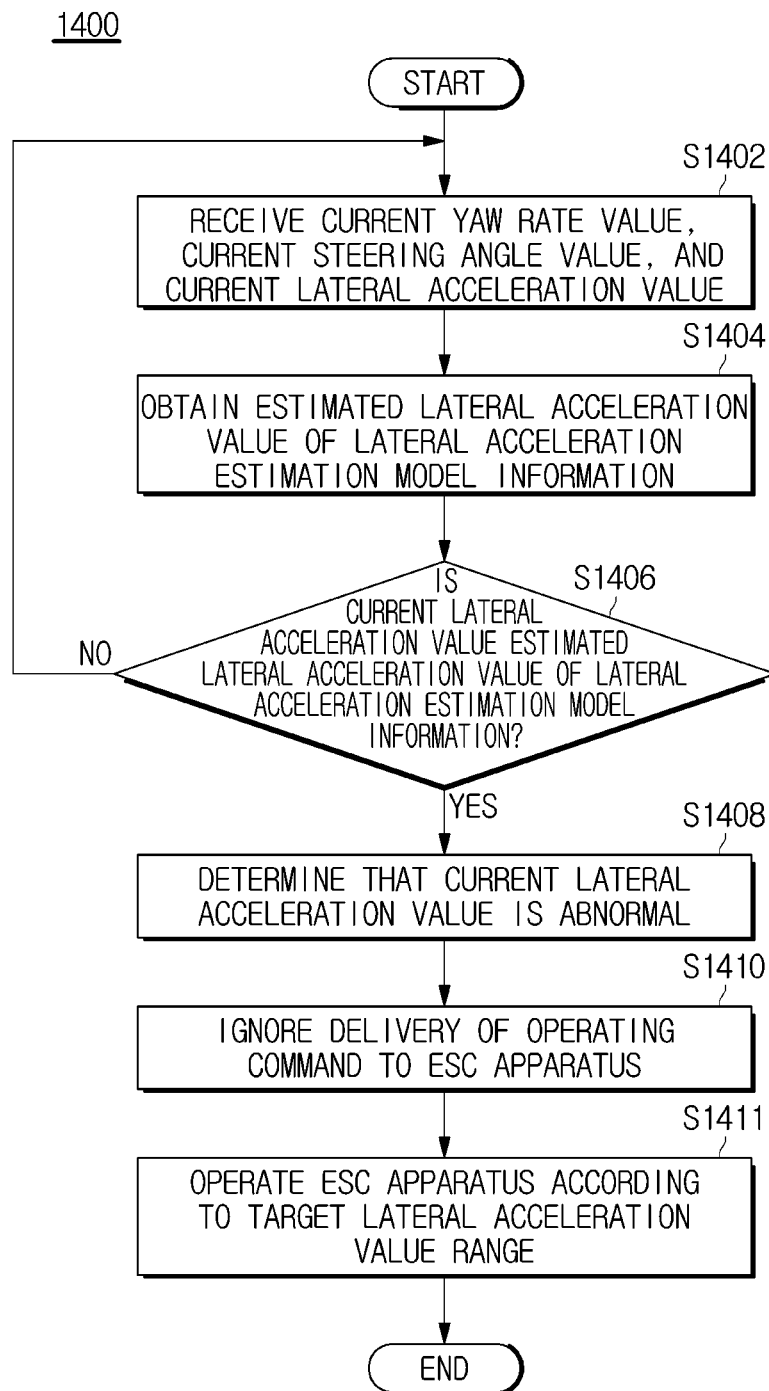 1400
START
S1402
RECEIVE CURRENT YAW RATE VALUE,
CURRENT STEERING ANGLE VALUE, AND
CURRENT LATERAL ACCELERATION VALUE
S1404
OBTAIN ESTIMATED LATERAL ACCELERATION
VALUE OF LATERAL ACCELERATION
ESTIMATION MODEL INFORMATION
S1406
IS
CURRENT LATERAL
ACCELERATION VALUE ESTIMATED
LATERAL ACCELERATION VALUE OF LATERAL
ACCELERATION ESTIMATION MODEL
INFORMATION?
NO
YES
S1408
DETERMINE THAT CURRENT LATERAL
ACCELERATION VALUE IS ABNORMAL
S1410
IGNORE DELIVERY OF OPERATING
COMMAND TO ESC APPARATUS
S1411
OPERATE ESC APPARATUS ACCORDING
TO TARGET LATERAL ACCELERATION
VALUE RANGE
END